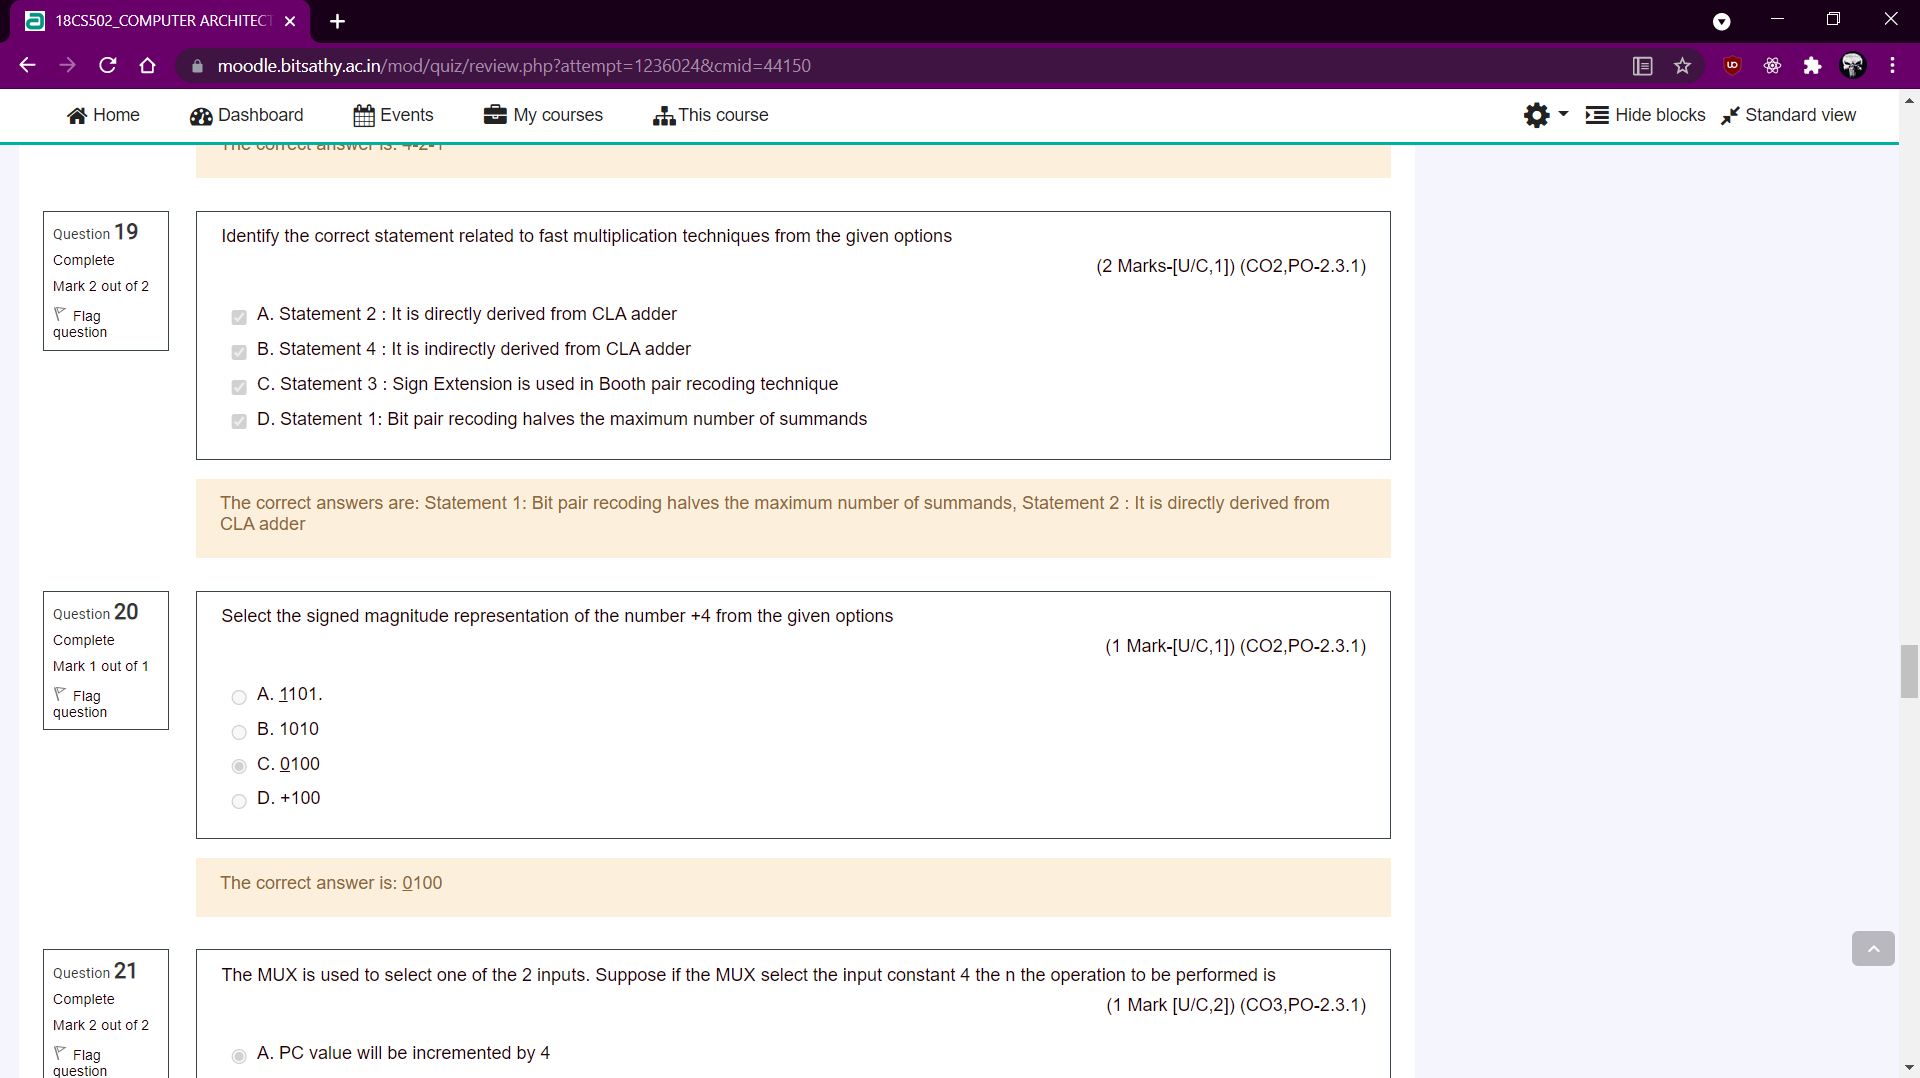 18CS502_COMPUTER ARCHITECT
moodle.bitsathy.ac.in/mod/quiz/review.php?attempt=1236024&cmid=44150
Home Dashboard Events My courses This course Hide blocks Standard view
The correct answer is: 4-2-1
Question 19
Complete
Mark 2 out of 2
Flag
question
Identify the correct statement related to fast multiplication techniques from the given options
(2 Marks-[U/C,1]) (CO2,PO-2.3.1)
A. Statement 2 : It is directly derived from CLA adder
B. Statement 4 : It is indirectly derived from CLA adder
C. Statement 3 : Sign Extension is used in Booth pair recoding technique
D. Statement 1: Bit pair recoding halves the maximum number of summands
The correct answers are: Statement 1: Bit pair recoding halves the maximum number of summands, Statement 2 : It is directly derived from
CLA adder
Question 20
Complete
Mark 1 out of 1
Flag
question
Select the signed magnitude representation of the number +4 from the given options
(1 Mark-[U/C,1]) (CO2,PO-2.3.1)
A. 1101.
B. 1010
C. 0100
D. +100
The correct answer is: 0100
Question 21
Complete
Mark 2 out of 2
Flag
question
The MUX is used to select one of the 2 inputs. Suppose if the MUX select the input constant 4 the n the operation to be performed is
(1 Mark [U/C,2]) (CO3,PO-2.3.1)
A. PC value will be incremented by 4